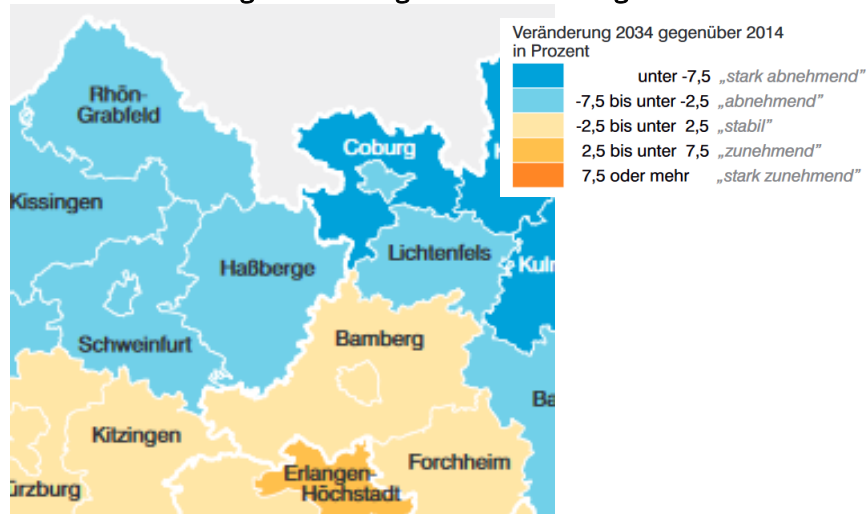 Veränderung 2034 gegenüber 2014
in Prozent
unter -7,5 „stark abnehmend”
-7,5 bis unter -2,5 „abnehmend”
-2,5 bis unter 2,5 „stabil”
2,5 bis unter 7,5 „zunehmend”
7,5 oder mehr „stark zunehmend”
Rhön-
Grabfeld
Coburg
K
Kissingen
Lichtenfels
Kulm
Haßberge
Bamberg
Schweinfurt
Ba
Kitzingen
Forchheim
Erlangen-
Höchstadt
ürzburg